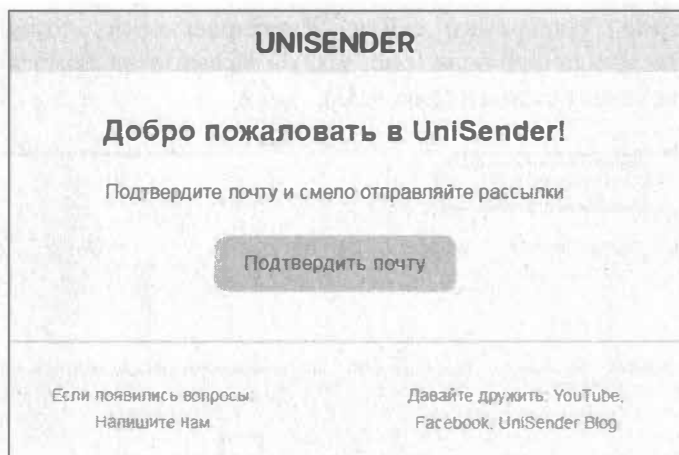 UNISENDER
Добро пожаловать в UniSender!
Подтвердите почту и смело отправляйте рассылки
Подтвердить почту
Если появились вопросы:
Напишите нам
Давайте дружить: YouTube,
Facebook, UniSender Blog